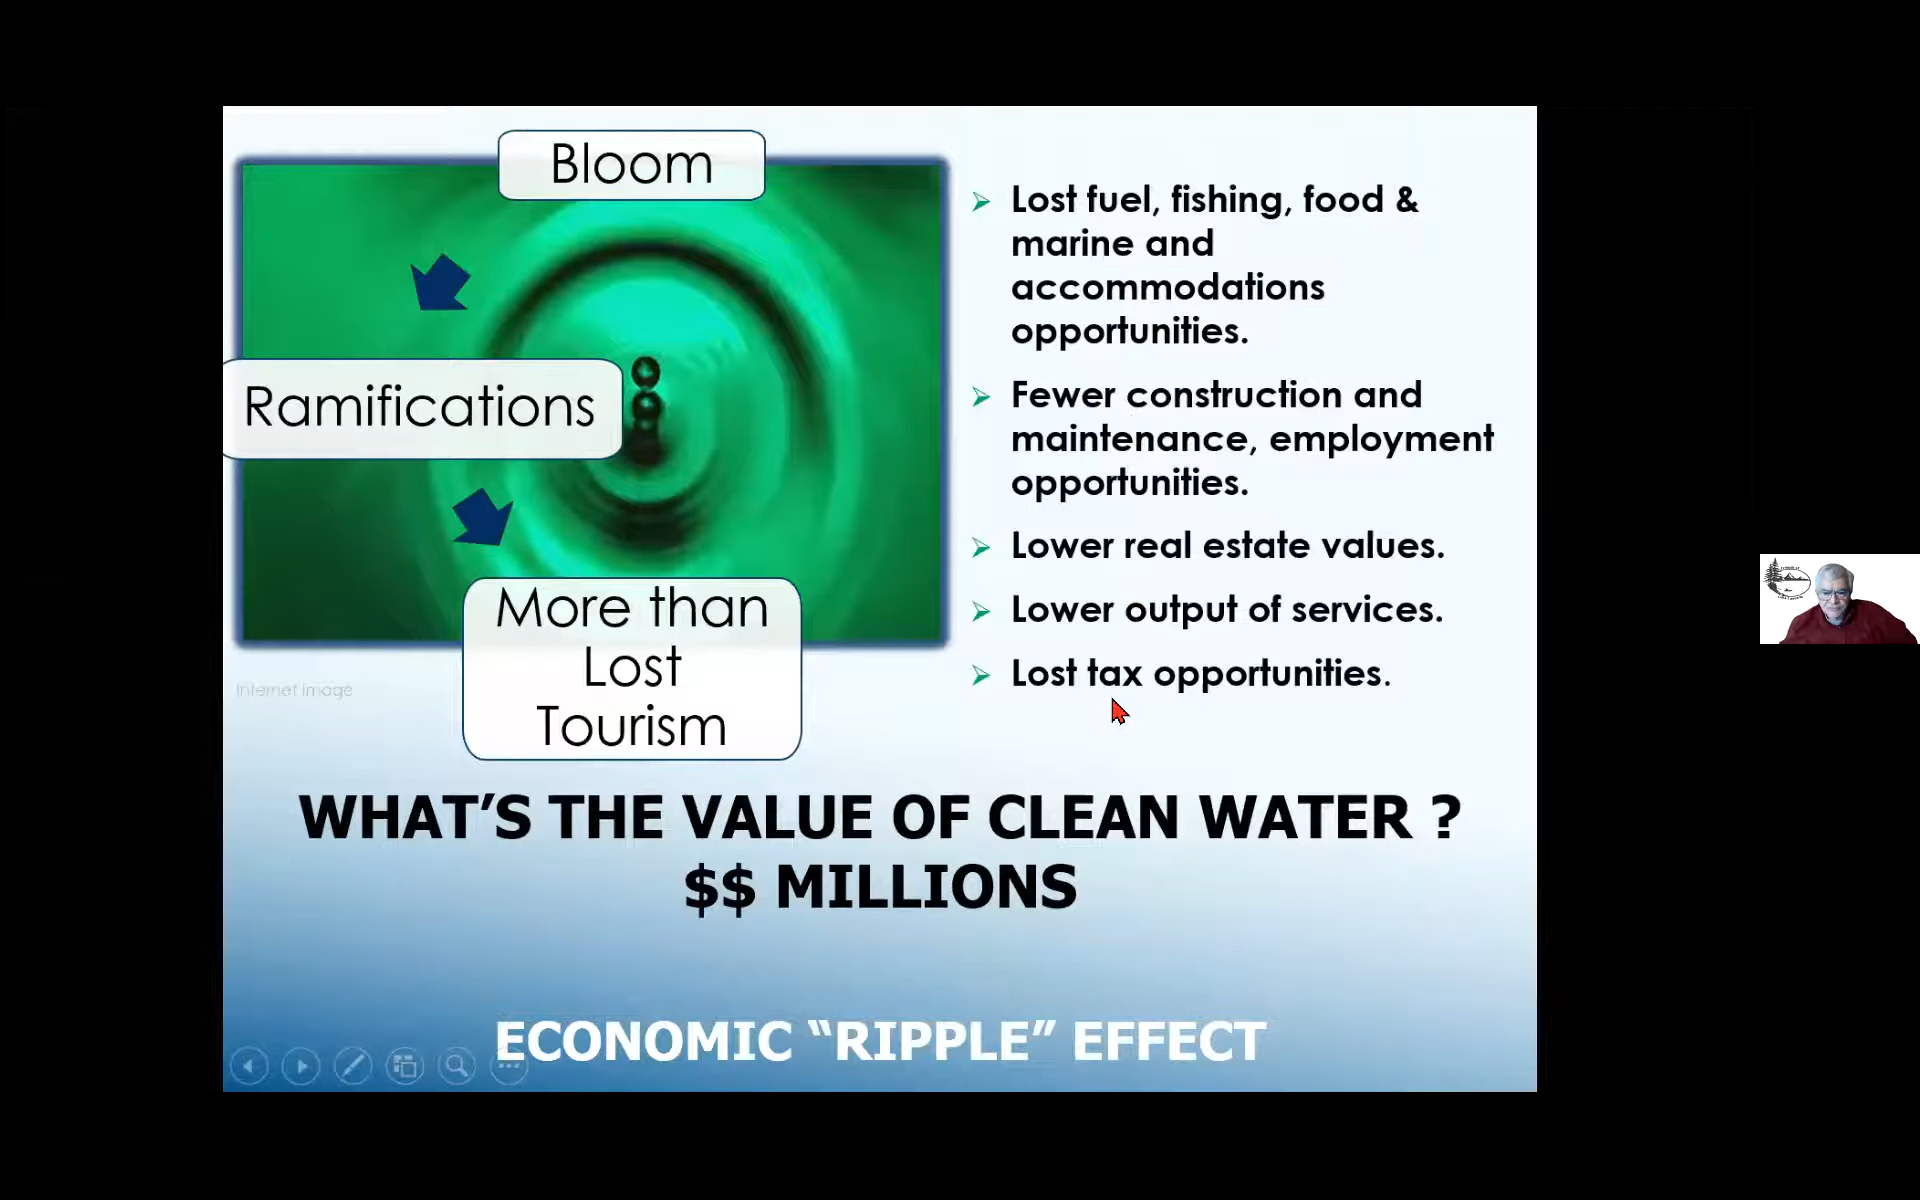 Bloom
Ramifications
More than
Lost
Tourism
Internet Image
Lost fuel, fishing, food &
marine and
accommodations
opportunities.
Fewer construction and
maintenance, employment
opportunities.
Lower real estate values.
Lower output of services.
Lost tax opportunities.
WHAT’S THE VALUE OF CLEAN WATER ?
$$ MILLIONS
ECONOMIC “RIPPLE” EFFECT